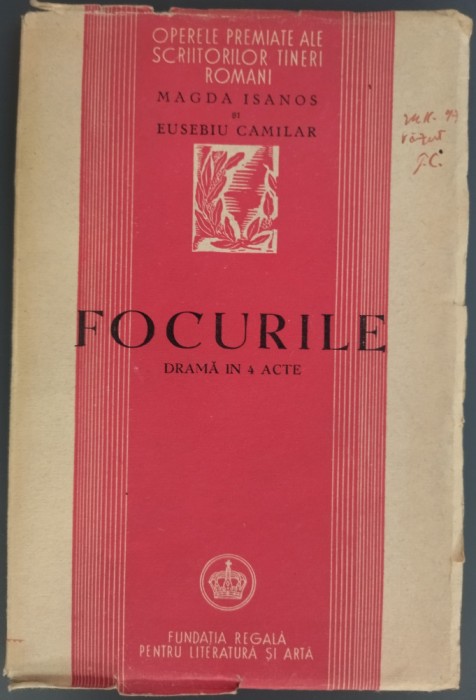 OPERELE PREMIATE ALE
SCRIITORILOR TINERI
ROMANI
MAGDA ISANOS
ȘI
EUSEBIU CAMILAR
FOCURILE
DRAMĂ IN 4 ACTE
FUNDAȚIA REGALĂ
PENTRU LITERATURĂ ȘI ARTĂ